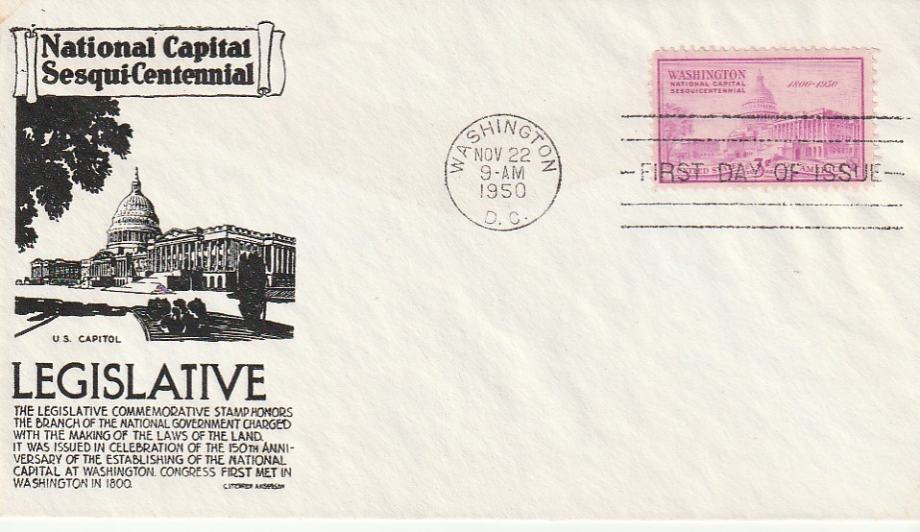 National Capital
Sesqui-Centennial
U.S. CAPITOL
LEGISLATIVE
THE LEGISLATIVE COMMEMORATIVE STAMP HONORS
THE BRANCH OF THE NATIONAL GOVERNMENT CHARGED
WITH THE MAKING OF THE LAWS OF THE LAND.
IT WAS ISSUED IN CELEBRATION OF THE 150TH ANNI-
VERSARY OF THE ESTABLISHING OF THE NATIONAL
CAPITAL AT WASHINGTON. CONGRESS FIRST MET IN
WASHINGTON IN 1800.
C. STEPHEN ANDERSON
WASHINGTON
NOV 22
9-AM
1950
D. C.
WASHINGTON
NATIONAL CAPITAL
SESQUICENTENNIAL
1800-1950
FIRST DAY OF ISSUE
3¢